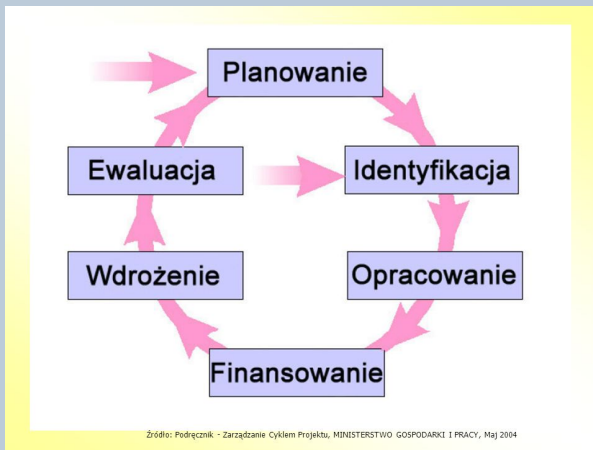 Planowanie
Ewaluacja
Identyfikacja
Wdrożenie
Opracowanie
Finansowanie
Źródło: Podręcznik - Zarządzanie Cyklem Projektu, MINISTERSTWO GOSPODARKI I PRACY, Maj 2004